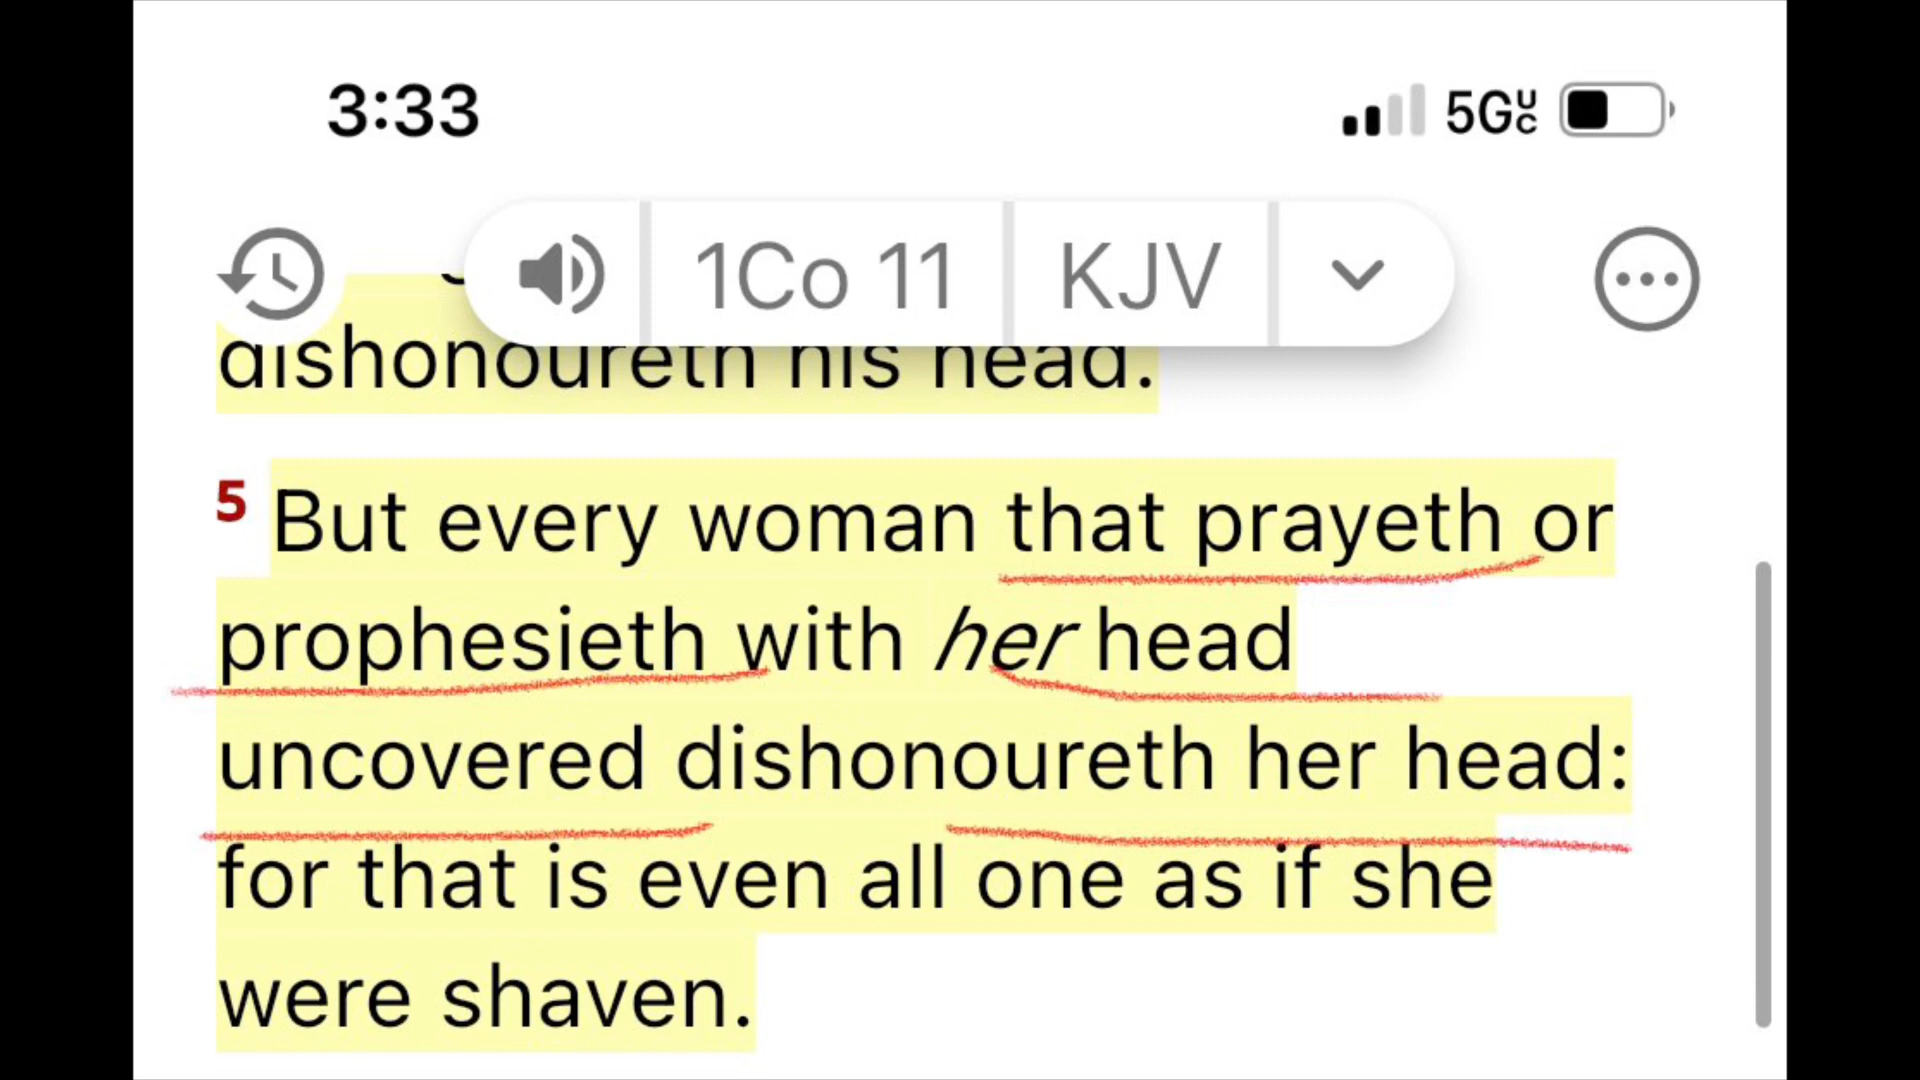 3:33 5GUC
1Co 11 KJV
dishonoureth his head.
5 But every woman that prayeth or
prophesieth with her head
uncovered dishonoureth her head:
for that is even all one as if she
were shaven.